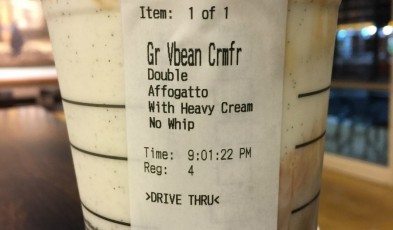 Item: 1 of 1
Gr Vbean Crmfr
Double
Affogatto
With Heavy Cream
No Whip
Time: 9:01:22 PM
Reg: 4
>DRIVE THRU<